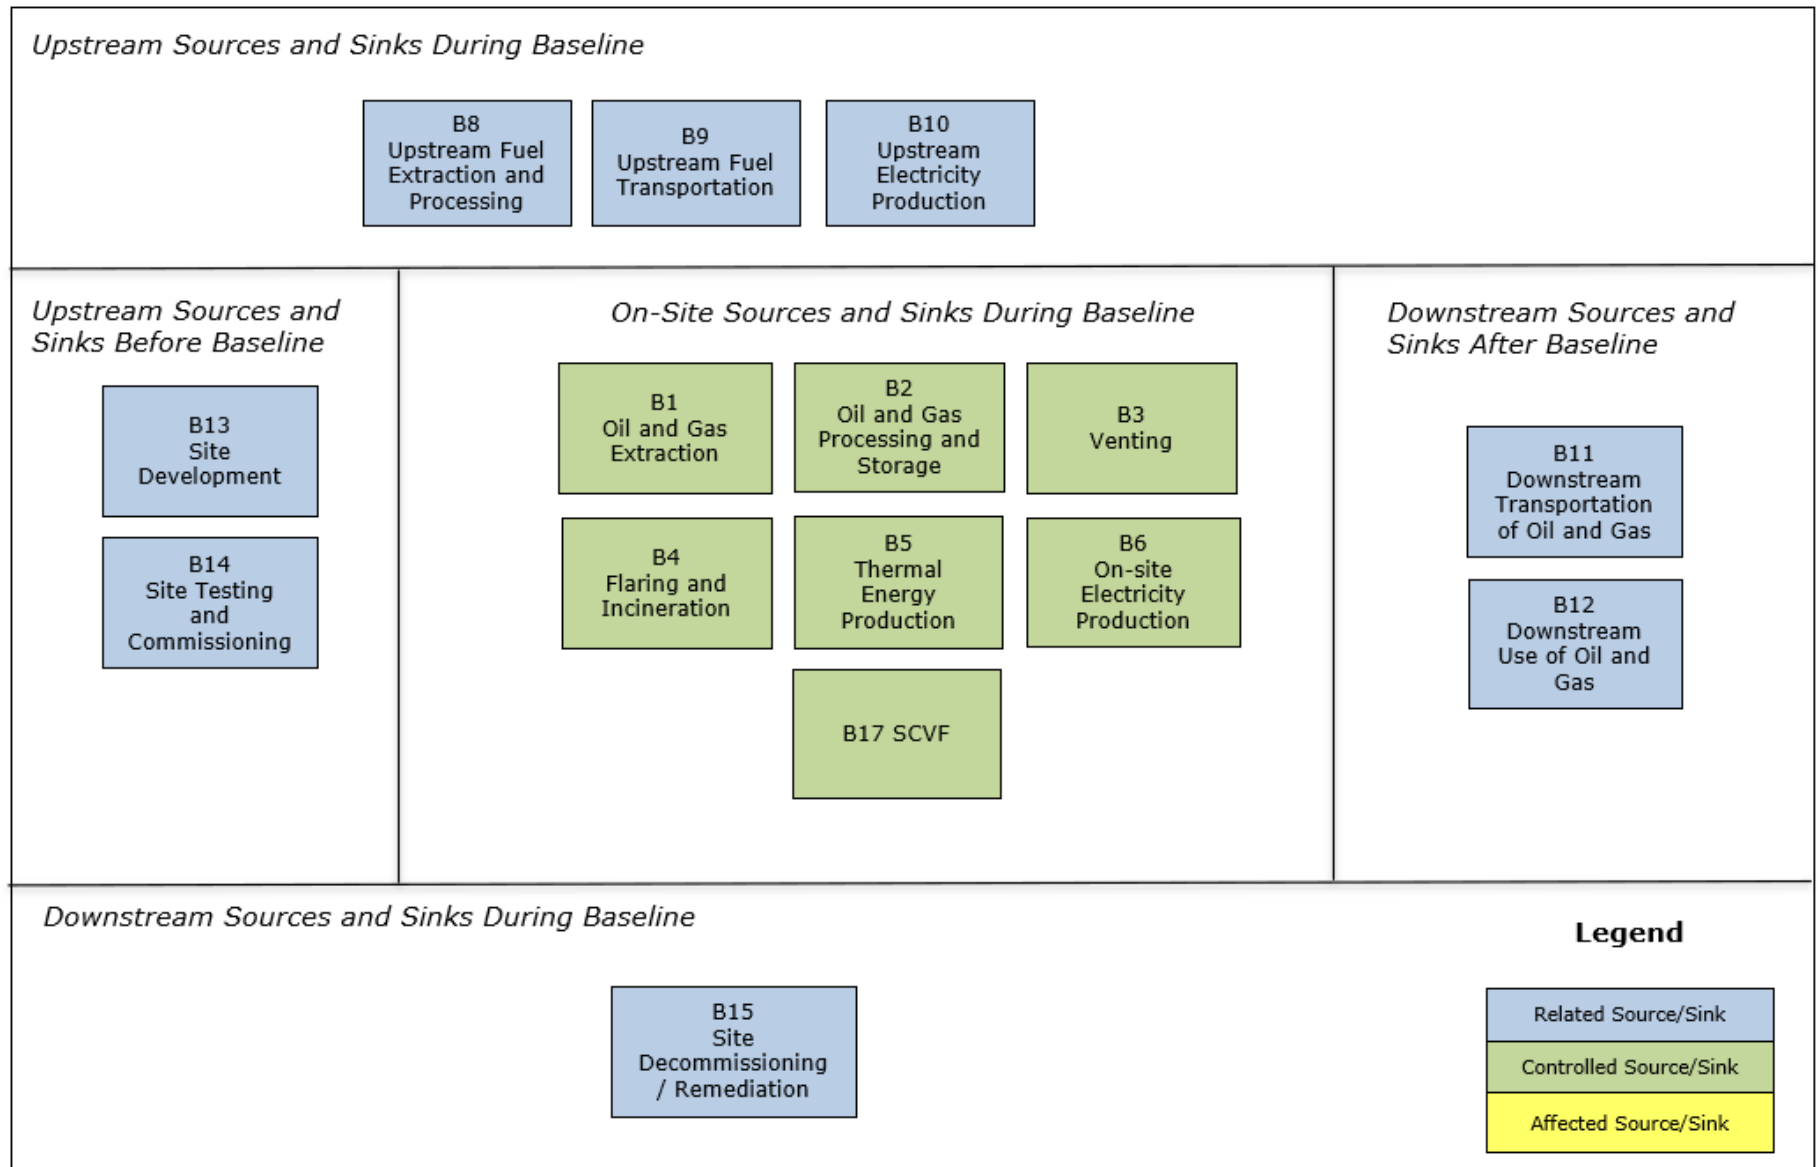 Upstream Sources and Sinks During Baseline
B8
Upstream Fuel
Extraction and
Processing
B9
Upstream Fuel
Transportation
B10
Upstream
Electricity
Production
Upstream Sources and
Sinks Before Baseline
B13
Site
Development
B14
Site Testing
and
Commissioning
On-Site Sources and Sinks During Baseline
B1
Oil and Gas
Extraction
B2
Oil and Gas
Processing and
Storage
B3
Venting
B4
Flaring and
Incineration
B5
Thermal
Energy
Production
B6
On-site
Electricity
Production
B17 SCVF
Downstream Sources and
Sinks After Baseline
B11
Downstream
Transportation
of Oil and Gas
B12
Downstream
Use of Oil and
Gas
Downstream Sources and Sinks During Baseline
B15
Site
Decommissioning
/ Remediation
Legend
Related Source/Sink
Controlled Source/Sink
Affected Source/Sink